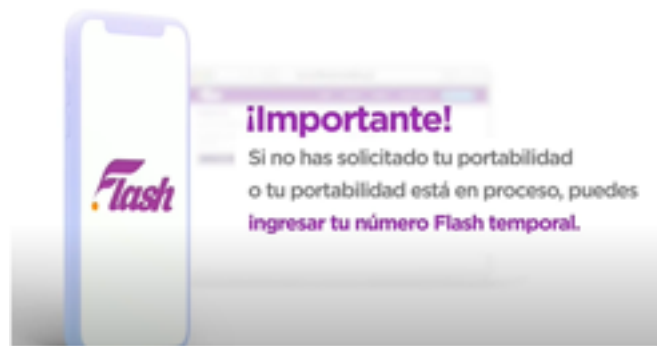 Flash
¡Importante!
Si no has solicitado tu portabilidad
o tu portabilidad está en proceso, puedes
ingresar tu número Flash temporal.